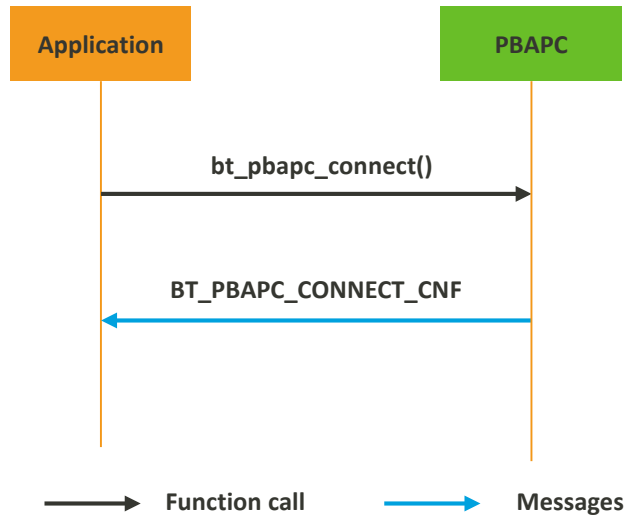 Application
PBAPC
bt_pbapc_connect()
BT_PBAPC_CONNECT_CNF
Function call
Messages